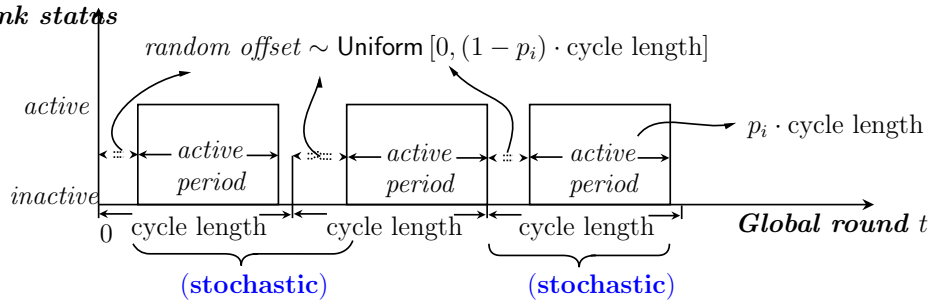 nk status
random offset ∼ Uniform [0, (1 − p_i) · cycle length]
active
p_i · cycle length
active period
active period
active period
inactive
0
cycle length
cycle length
cycle length
Global round t
(stochastic)
(stochastic)